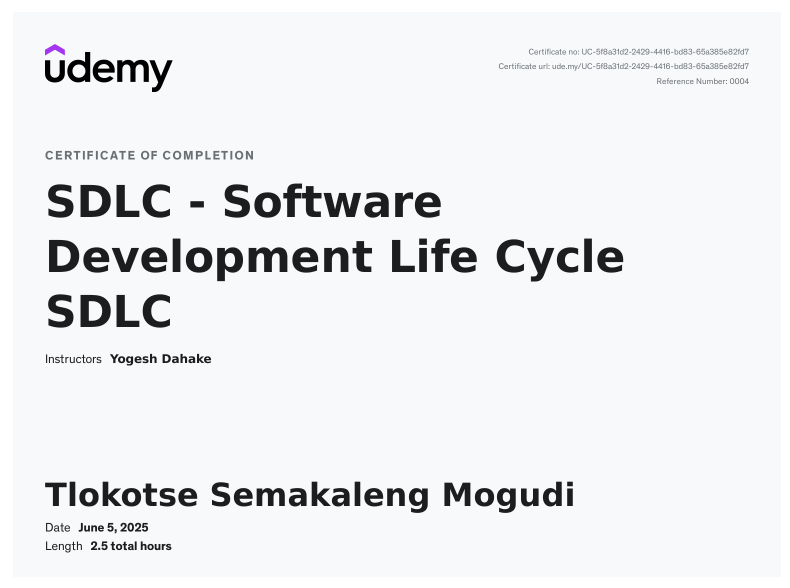 udemy
Certificate no: UC-5f8a31d2-2429-4416-bd83-65a385e82fd7
Certificate url: ude.my/UC-5f8a31d2-2429-4416-bd83-65a385e82fd7
Reference Number: 0004
CERTIFICATE OF COMPLETION
SDLC - Software
Development Life Cycle
SDLC
Instructors Yogesh Dahake
Tlokotse Semakaleng Mogudi
Date June 5, 2025
Length 2.5 total hours